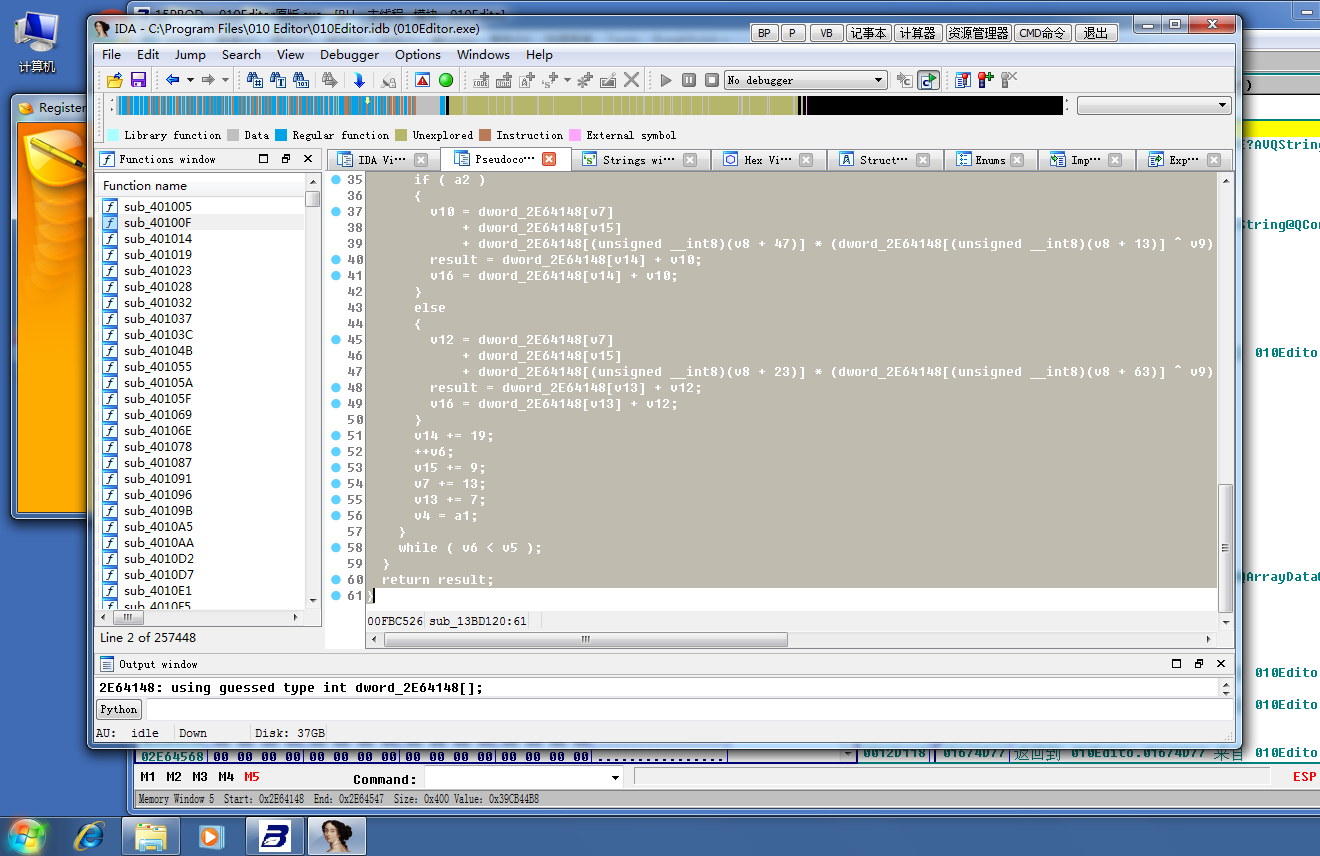 计算机
IDA - C:\Program Files\010 Editor\010Editor.idb (010Editor.exe)
BP P VB 记事本 计算器 资源管理器 CMD命令 退出
File Edit Jump Search View Debugger Options Windows Help
No debugger
Register
Library function Data Regular function Unexplored Instruction External symbol
Functions window
IDA Vi··· Pseudoco··· Strings wi··· Hex Vi··· Struct··· Enums Imp··· Exp···
Function name
sub_401005
sub_40100F
sub_401014
sub_401019
sub_401023
sub_401028
sub_401032
sub_401037
sub_40103C
sub_40104B
sub_401055
sub_40105A
sub_40105F
sub_401069
sub_40106E
sub_401078
sub_401087
sub_401091
sub_401096
sub_40109B
sub_4010A5
sub_4010AA
sub_4010D2
sub_4010D7
sub_4010E1
sub_4010F5
Line 2 of 257448
35 if ( a2 )
36 {
37 v10 = dword_2E64148[v7]
38 + dword_2E64148[v15]
39 + dword_2E64148[(unsigned __int8)(v8 + 47)] * (dword_2E64148[(unsigned __int8)(v8 + 13)] ^ v9)
40 result = dword_2E64148[v14] + v10;
41 v16 = dword_2E64148[v14] + v10;
42 }
43 else
44 {
45 v12 = dword_2E64148[v7]
46 + dword_2E64148[v15]
47 + dword_2E64148[(unsigned __int8)(v8 + 23)] * (dword_2E64148[(unsigned __int8)(v8 + 63)] ^ v9)
48 result = dword_2E64148[v13] + v12;
49 v16 = dword_2E64148[v13] + v12;
50 }
51 v14 += 19;
52 ++v6;
53 v15 += 9;
54 v7 += 13;
55 v13 += 7;
56 v4 = a1;
57 }
58 while ( v6 < v5 );
59 }
60 return result;
61 }
00FBC526 sub_13BD120:61
Output window
2E64148: using guessed type int dword_2E64148[];
Python
AU: idle Down Disk: 37GB
E?AVQString
String@QCon
010Edito
QArrayData@
010Edito
010Edito
02E64568 00 00 00 00 00 00 00 00 00 00 00 00 00 00 00 00 ................
0012D118 01674D77 返回到 010Edito.01674D77 来自 010Edito
M1 M2 M3 M4 M5 Command:
ESP
Memory Window 5 Start: 0x2E64148 End: 0x2E64547 Size: 0x400 Value: 0x39CB44B8